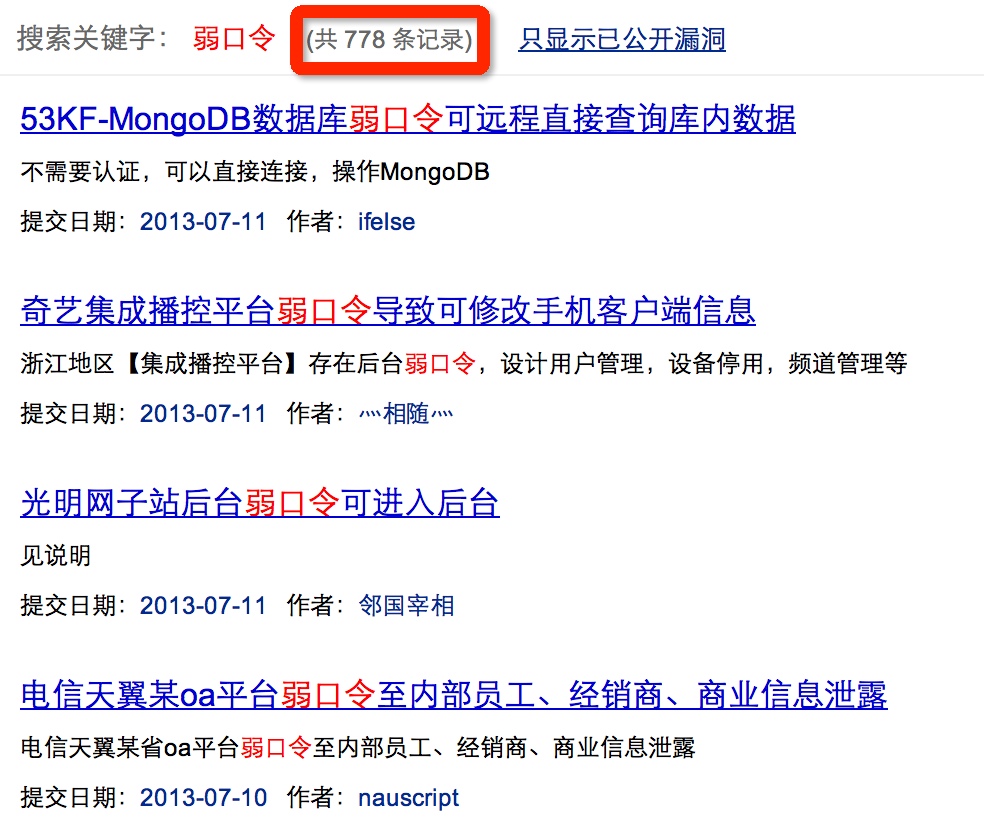 搜索关键字： 弱口令 (共 778 条记录) 只显示已公开漏洞
53KF-MongoDB数据库弱口令可远程直接查询库内数据
不需要认证，可以直接连接，操作MongoDB
提交日期：2013-07-11 作者：ifelse
奇艺集成播控平台弱口令导致可修改手机客户端信息
浙江地区【集成播控平台】存在后台弱口令，设计用户管理，设备停用，频道管理等
提交日期：2013-07-11 作者：灬相随灬
光明网子站后台弱口令可进入后台
见说明
提交日期：2013-07-11 作者：邻国宰相
电信天翼某oa平台弱口令至内部员工、经销商、商业信息泄露
电信天翼某省oa平台弱口令至内部员工、经销商、商业信息泄露
提交日期：2013-07-10 作者：nauscript